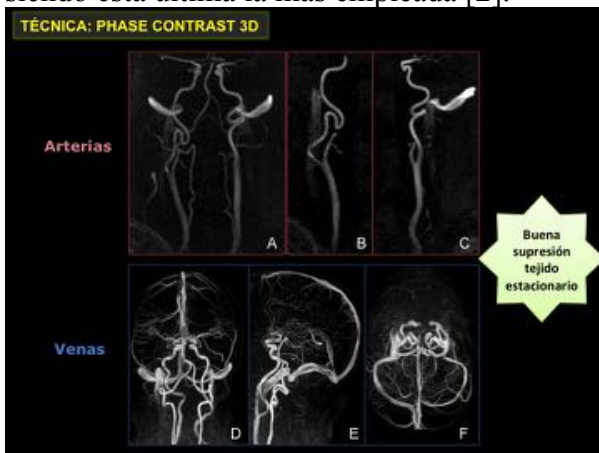 siendo esta última la más empleada [2].
TÉCNICA: PHASE CONTRAST 3D
Arterias
A
B
C
Buena
supresión
tejido
estacionario
Venas
D
E
F